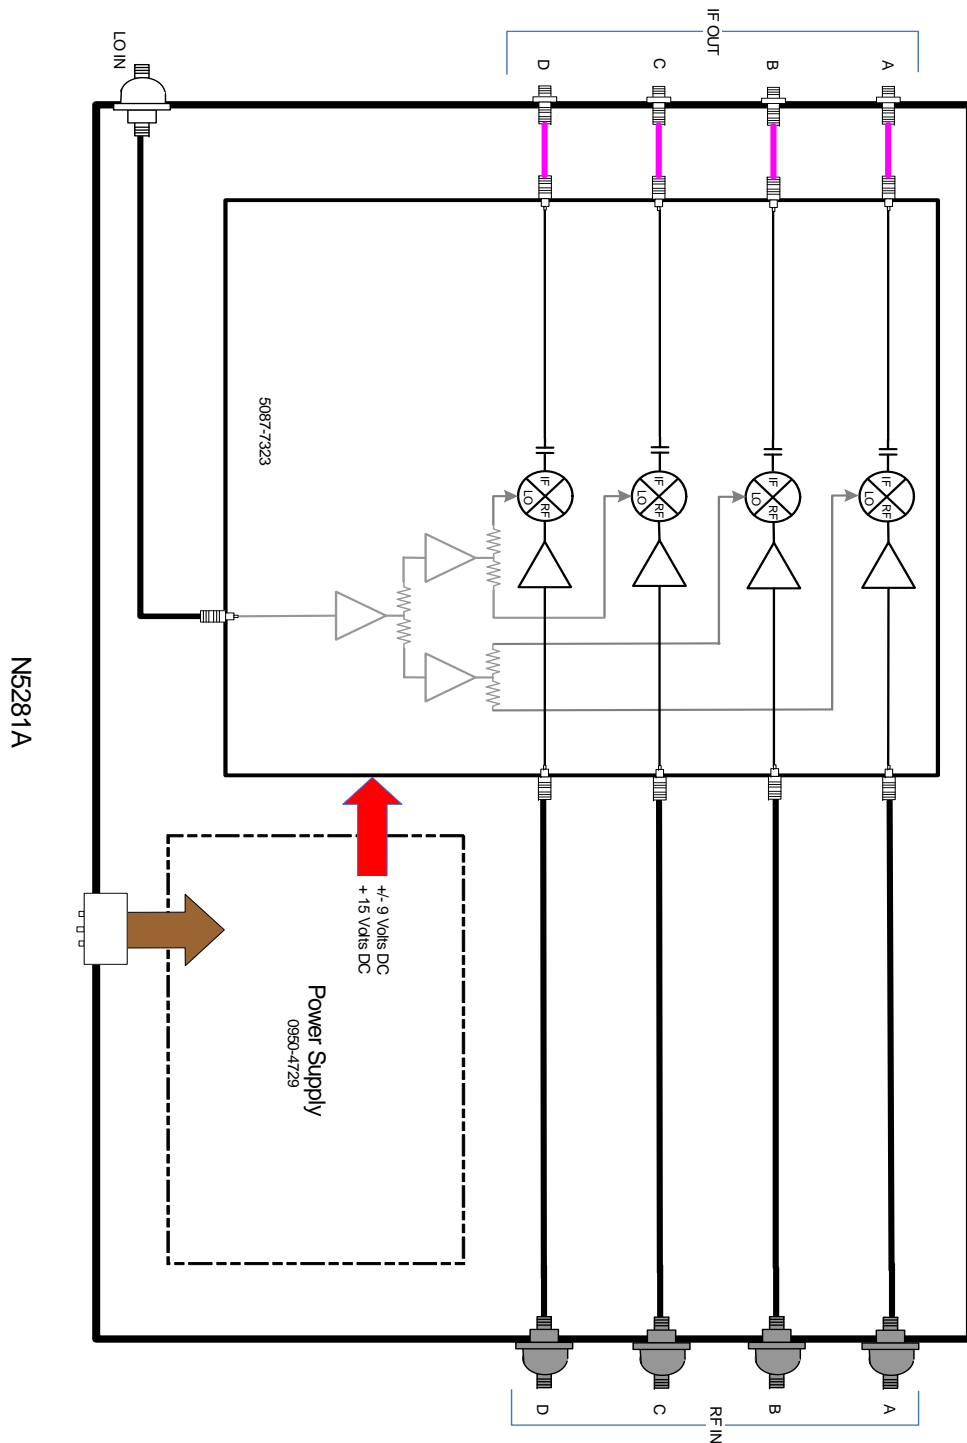 N5281A
RF IN
A
B
C
D
IF OUT
A
B
C
D
LO IN
IF
LO
RF
IF
LO
RF
IF
LO
RF
IF
LO
RF
5087-7323
+/- 9 Volts DC
+ 15 Volts DC
Power Supply
0950-4729